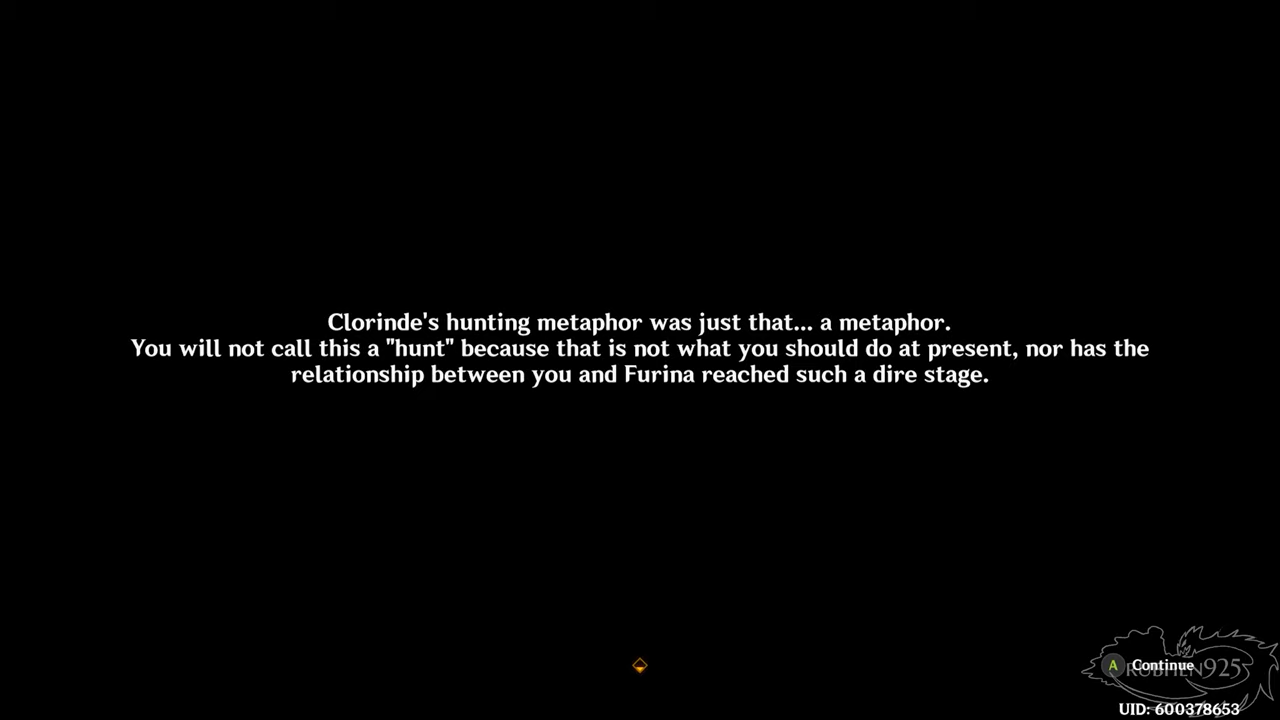 Clorinde's hunting metaphor was just that... a metaphor.
You will not call this a "hunt" because that is not what you should do at present, nor has the
relationship between you and Furina reached such a dire stage.
A Continue
RUBHEN925
UID: 600378653